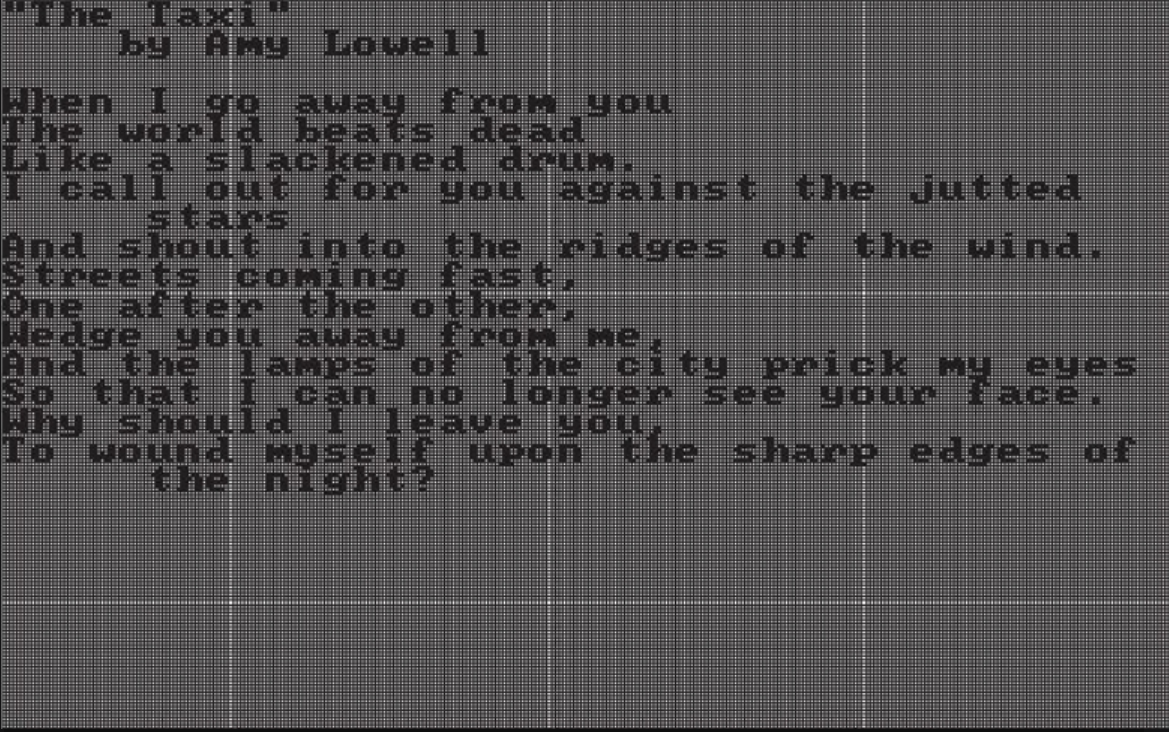 "The Taxi"
by Amy Lowell
When I go away from you
The world beats dead
Like a slackened drum.
I call out for you against the jutted
stars
And shout into the ridges of the wind.
Streets coming fast,
One after the other,
Wedge you away from me,
And the lamps of the city prick my eyes
So that I can no longer see your face.
Why should I leave you,
To wound myself upon the sharp edges of
the night?